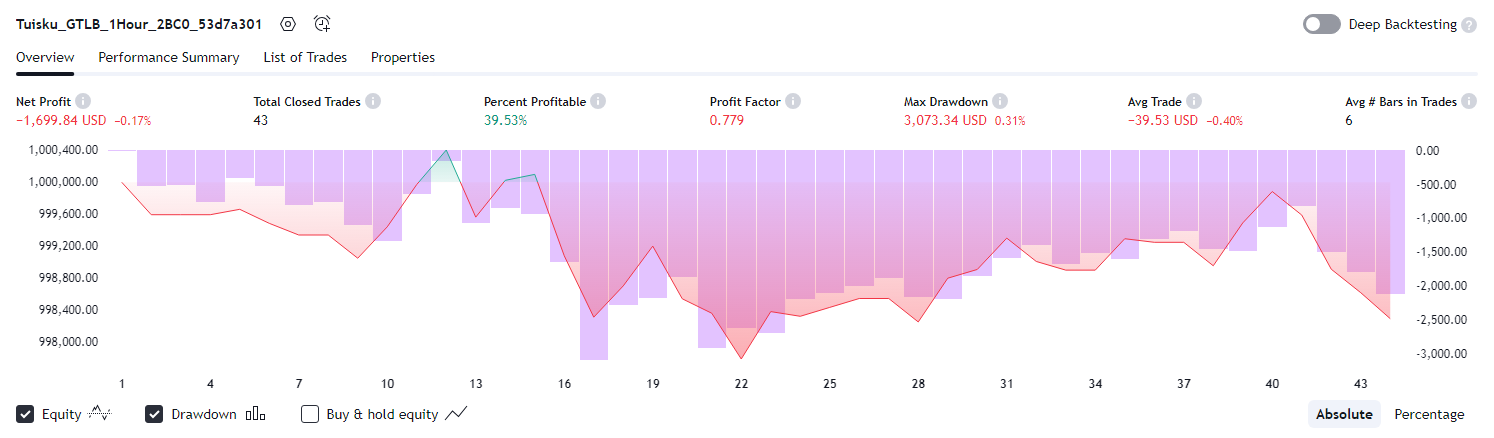 Tuisku_GTLB_1Hour_2BC0_53d7a301 Deep Backtesting ?
Overview Performance Summary List of Trades Properties
Net Profit Total Closed Trades Percent Profitable Profit Factor Max Drawdown Avg Trade Avg # Bars in Trades
−1,699.84 USD −0.17% 43 39.53% 0.779 3,073.34 USD 0.31% −39.53 USD −0.40% 6
1,000,400.00 0.00
1,000,000.00 -500.00
999,600.00 -1,000.00
999,200.00 -1,500.00
998,800.00 -2,000.00
998,400.00 -2,500.00
998,000.00 -3,000.00
1 4 7 10 13 16 19 22 25 28 31 34 37 40 43
Equity Drawdown Buy & hold equity Absolute Percentage